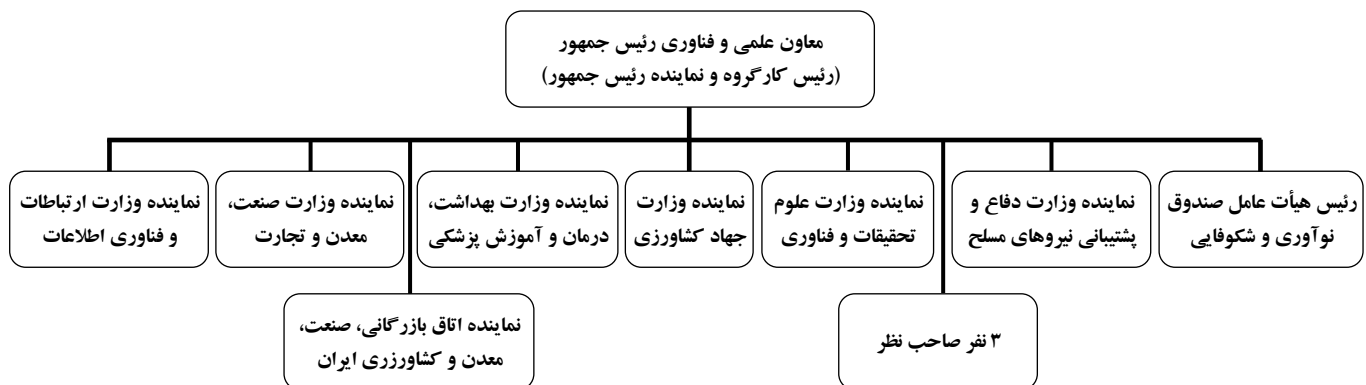 معاون علمی و فناوری رئیس جمهور
(رئیس کارگروه و نماینده رئیس جمهور)
رئیس هیأت عامل صندوق
نوآوری و شکوفایی
نماینده وزارت دفاع و
پشتیبانی نیروهای مسلح
نماینده وزارت علوم
تحقیقات و فناوری
نماینده وزارت
جهاد کشاورزی
نماینده وزارت بهداشت،
درمان و آموزش پزشکی
نماینده وزارت صنعت،
معدن و تجارت
نماینده وزارت ارتباطات
و فناوری اطلاعات
۳ نفر صاحب نظر
نماینده اتاق بازرگانی، صنعت،
معدن و کشاورزری ایران